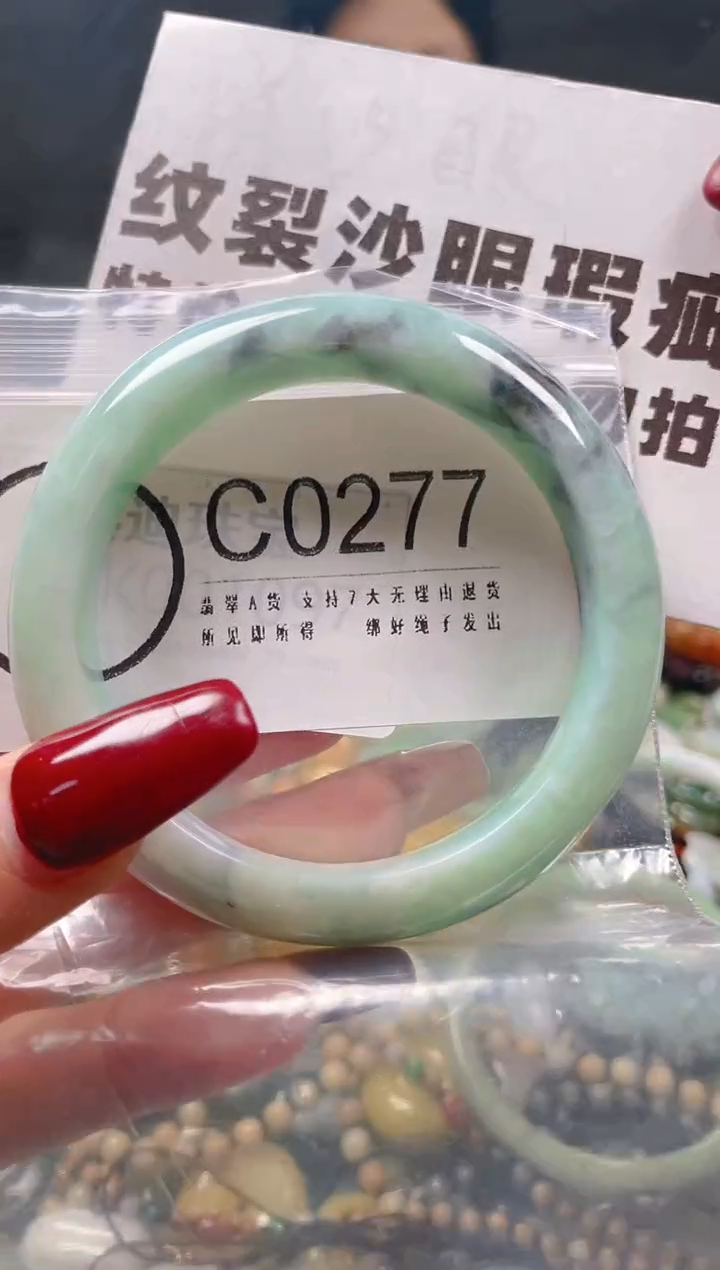 纹裂沙眼瑕疵
拍
C0277
翡翠A货 支持7天无理由退货
所见即所得 绑好绳子发出